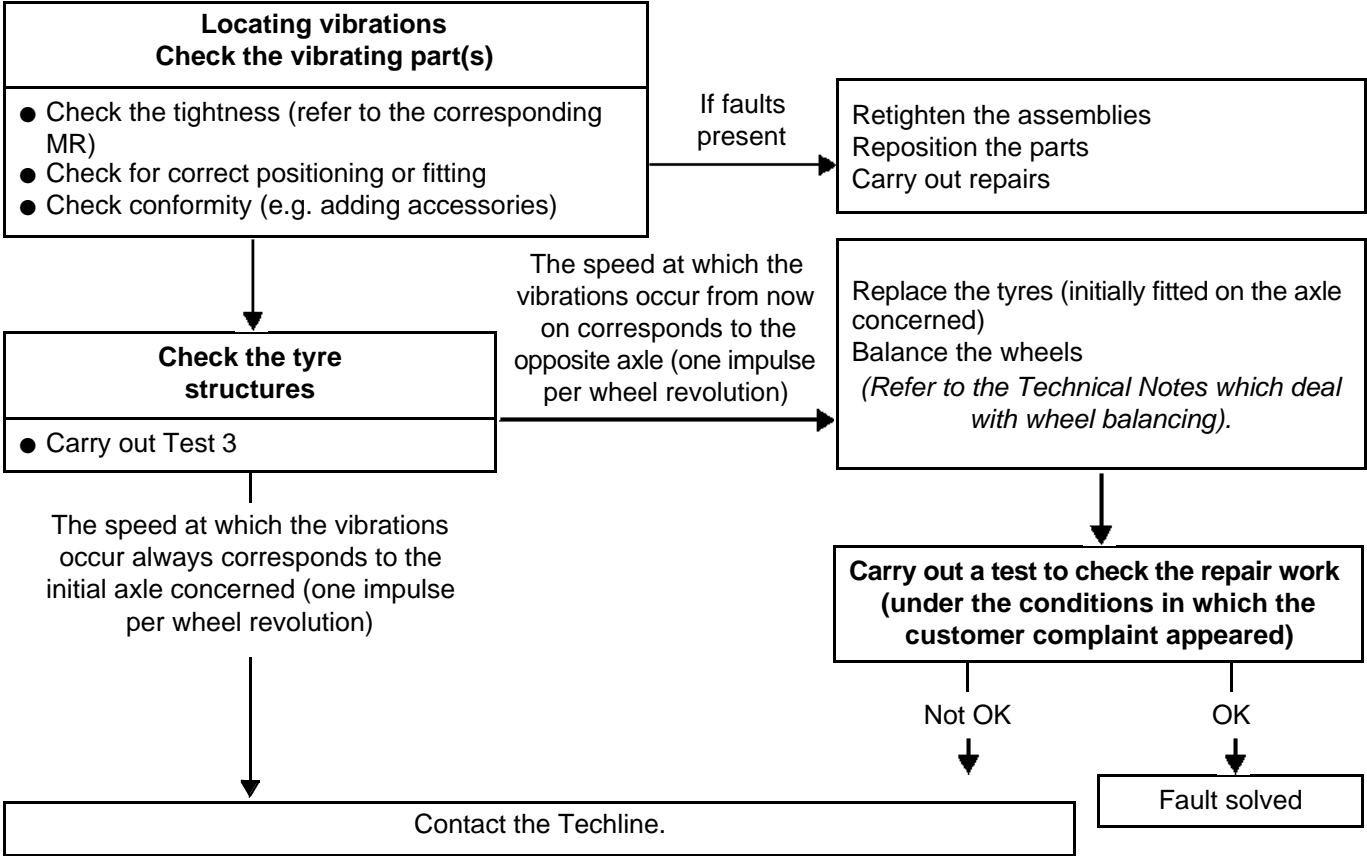 Locating vibrations
Check the vibrating part(s)
● Check the tightness (refer to the corresponding
MR)
● Check for correct positioning or fitting
● Check conformity (e.g. adding accessories)
If faults
present
Retighten the assemblies
Reposition the parts
Carry out repairs
The speed at which the
vibrations occur from now
on corresponds to the
opposite axle (one impulse
per wheel revolution)
Replace the tyres (initially fitted on the axle
concerned)
Balance the wheels
(Refer to the Technical Notes which deal
with wheel balancing).
Check the tyre
structures
● Carry out Test 3
The speed at which the vibrations
occur always corresponds to the
initial axle concerned (one impulse
per wheel revolution)
Carry out a test to check the repair work
(under the conditions in which the
customer complaint appeared)
Not OK
OK
Fault solved
Contact the Techline.